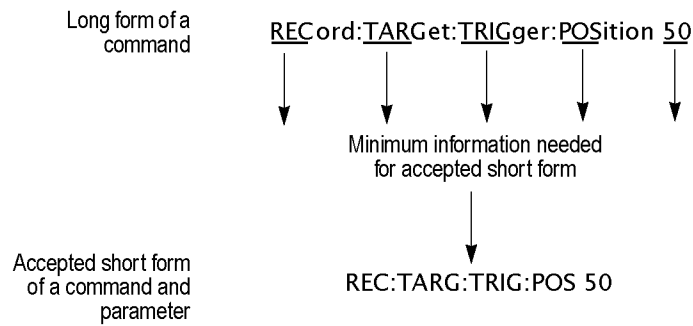 Long form of a
command
RECord:TARGet:TRIGger:POSition 50
Minimum information needed
for accepted short form
Accepted short form
of a command and
parameter
REC:TARG:TRIG:POS 50